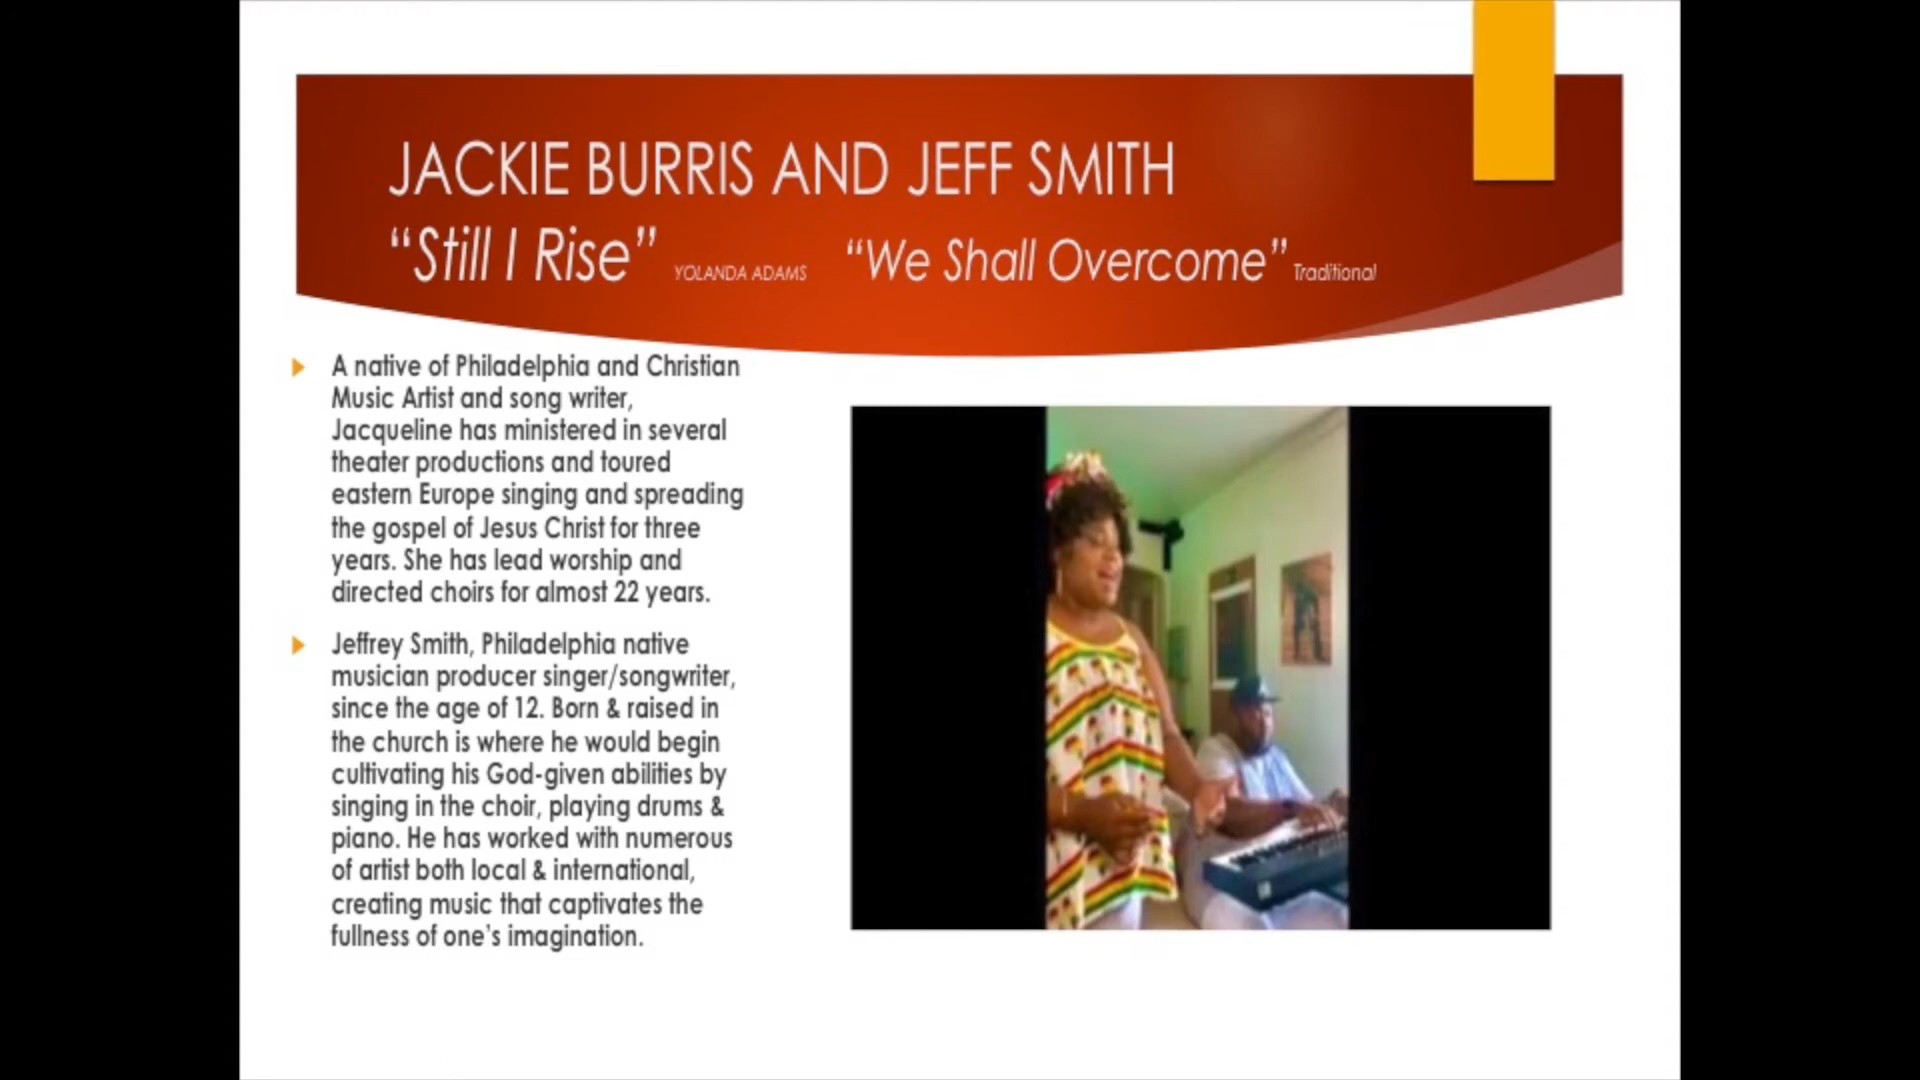 JACKIE BURRIS AND JEFF SMITH
“Still I Rise” YOLANDA ADAMS “We Shall Overcome” Traditional
A native of Philadelphia and Christian
Music Artist and song writer,
Jacqueline has ministered in several
theater productions and toured
eastern Europe singing and spreading
the gospel of Jesus Christ for three
years. She has lead worship and
directed choirs for almost 22 years.
Jeffrey Smith, Philadelphia native
musician producer singer/songwriter,
since the age of 12. Born & raised in
the church is where he would begin
cultivating his God-given abilities by
singing in the choir, playing drums &
piano. He has worked with numerous
of artist both local & international,
creating music that captivates the
fullness of one's imagination.